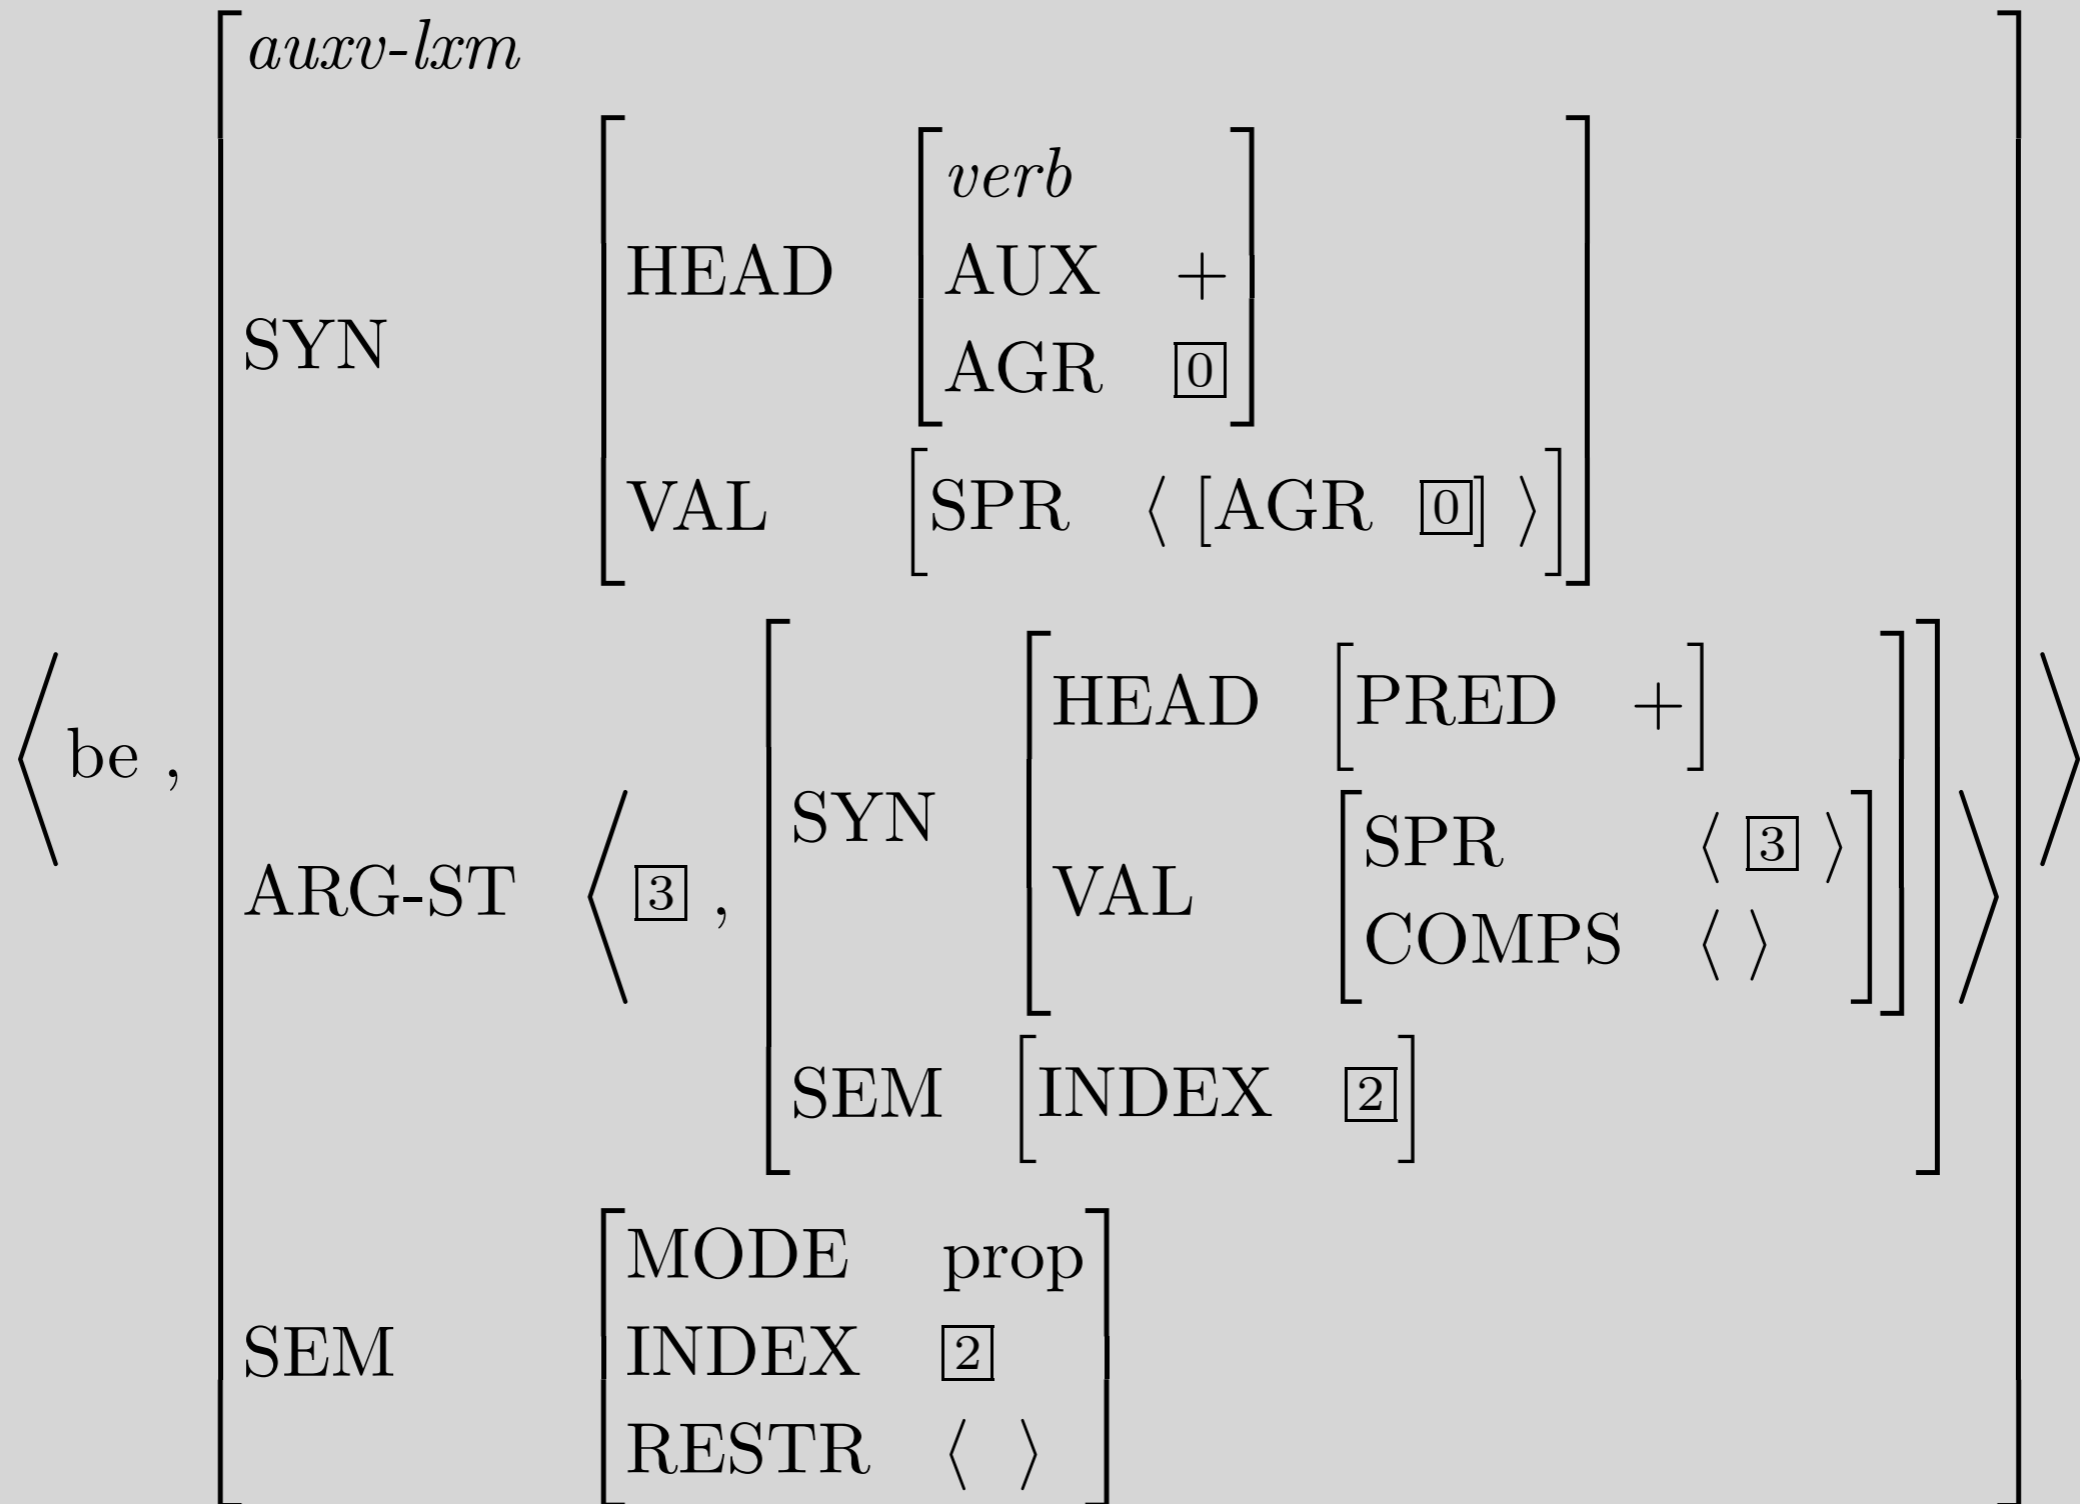 auxv-lxm
verb
HEAD AUX +
SYN AGR 0
VAL [SPR ⟨ [AGR 0] ⟩]
HEAD [PRED +]
⟨be ,
SYN SPR ⟨ 3 ⟩
ARG-ST ⟨ 3 , VAL
COMPS ⟨ ⟩ ⟩ ⟩
SEM [INDEX 2]
MODE prop
SEM INDEX 2
RESTR ⟨ ⟩